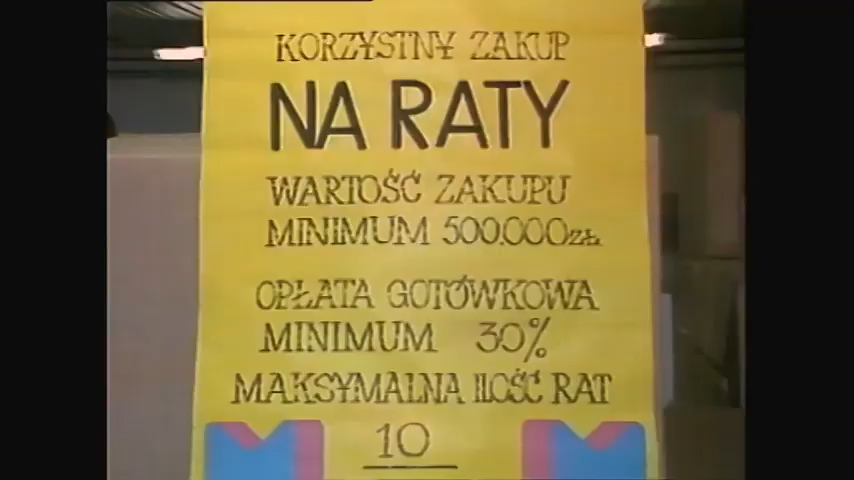 KORZYSTNY ZAKUP
NA RATY
WARTOŚĆ ZAKUPU
MINIMUM 500.000zł
OPŁATA GOTÓWKOWA
MINIMUM 30%
MAKSYMALNA ILOŚĆ RAT
10